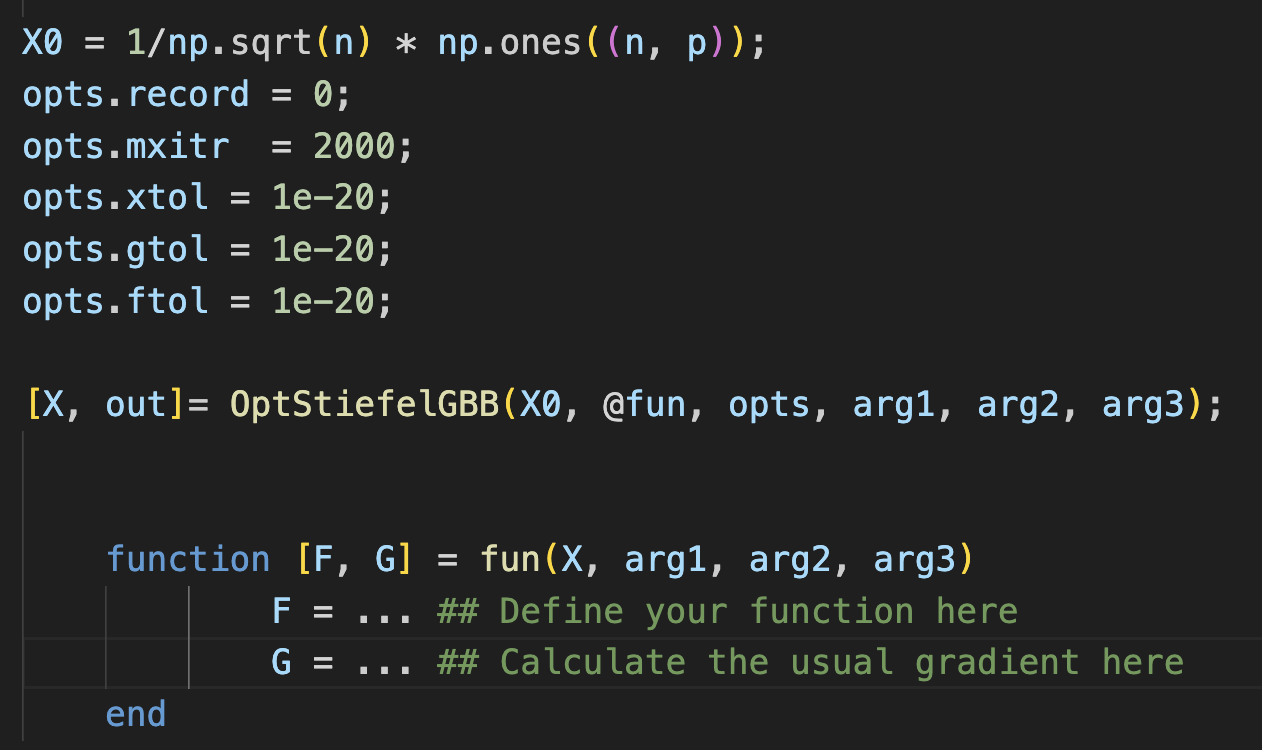 X0 = 1/np.sqrt(n) * np.ones((n, p));
opts.record = 0;
opts.mxitr  = 2000;
opts.xtol = 1e-20;
opts.gtol = 1e-20;
opts.ftol = 1e-20;
[X, out]= OptStiefelGBB(X0, @fun, opts, arg1, arg2, arg3);
function [F, G] = fun(X, arg1, arg2, arg3)
F = ... ## Define your function here
G = ... ## Calculate the usual gradient here
end